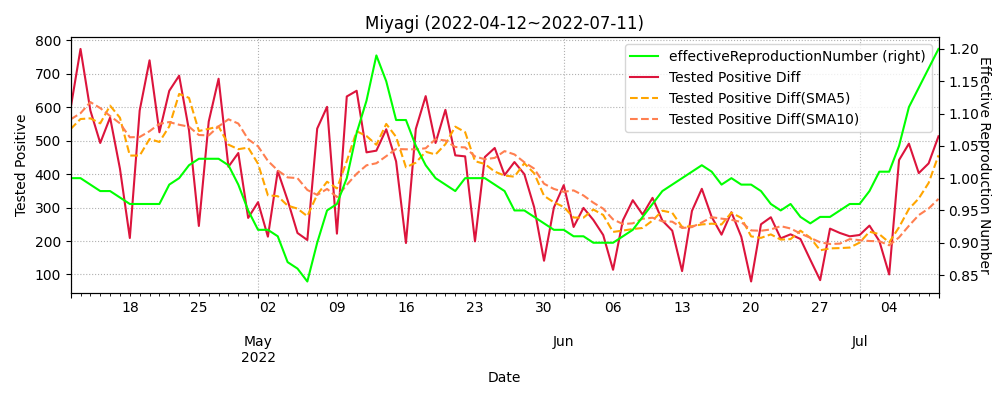 Miyagi (2022-04-12~2022-07-11)
effectiveReproductionNumber (right)
Tested Positive Diff
Tested Positive Diff(SMA5)
Tested Positive Diff(SMA10)
Tested Positive
800
700
600
500
400
300
200
100
1.20
1.15
1.10
1.05
1.00
0.95
0.90
0.85
Effective Reproduction Number
18 25 02 09 16 23 30 06 13 20 27 04
May Jun Jul
2022
Date